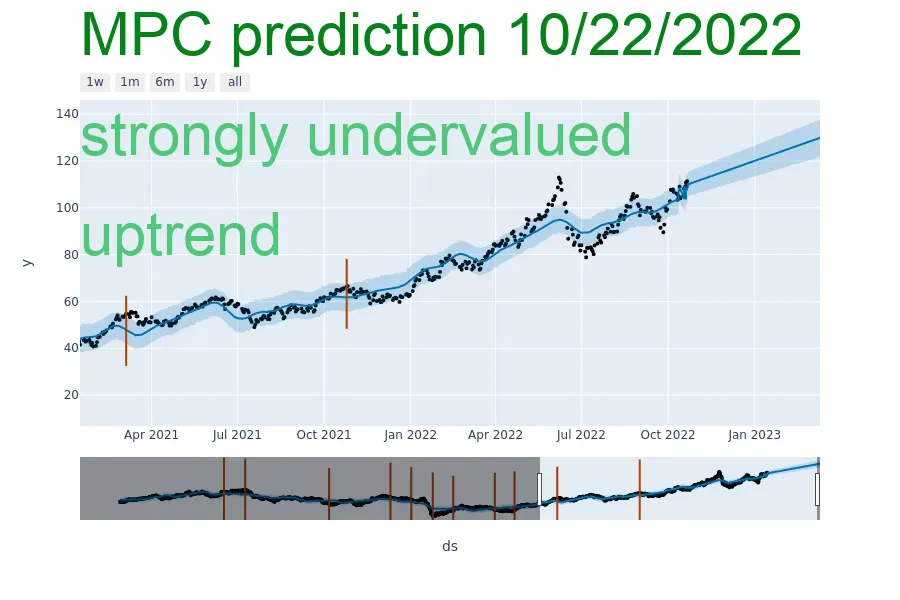 MPC prediction 10/22/2022
1w 1m 6m 1y all
strongly undervalued
uptrend
140
120
100
80
60
40
20
y
Apr 2021 Jul 2021 Oct 2021 Jan 2022 Apr 2022 Jul 2022 Oct 2022 Jan 2023
ds